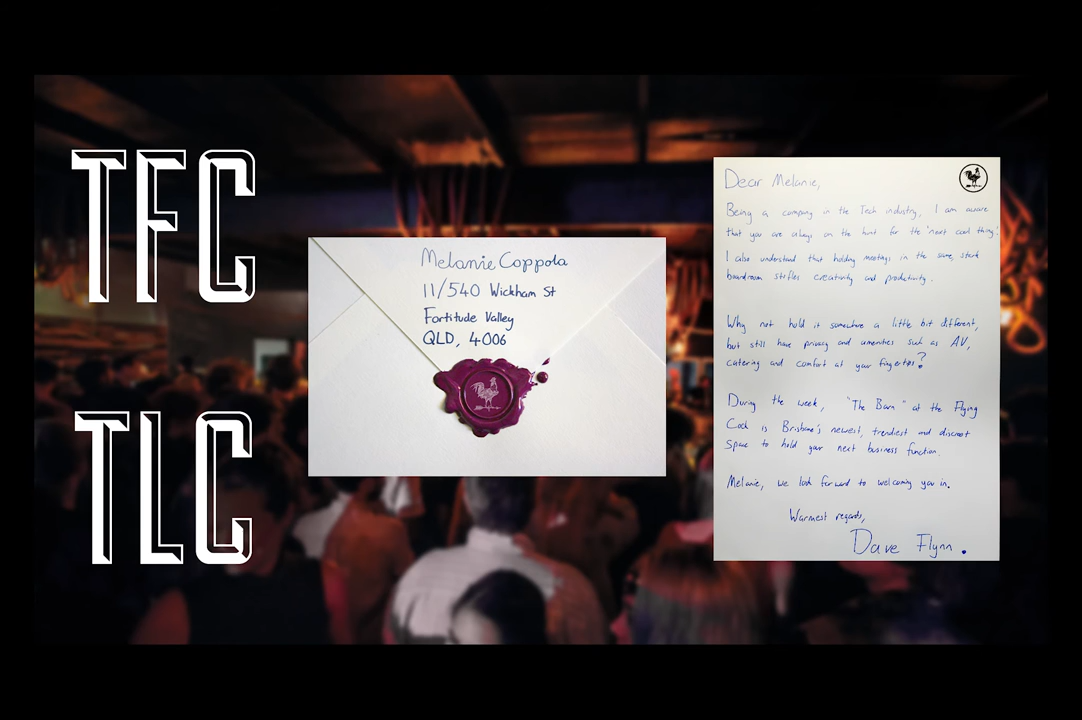 TFC
TLC
Melanie Coppola
11/540 Wickham St
Fortitude Valley
QLD, 4006
Dear Melanie,
Being a company in the Tech industry, I am aware
that you are always on the hunt for the 'next cool thing'.
I also understand that holding meetings in the same, stark
boardroom stifles creativity and productivity.
Why not hold it somewhere a little bit different,
but still have privacy and amenities such as AV,
catering and comfort at your fingertips?
During the week, "The Barn" at the Flying
Cock is Brisbane's newest, trendiest and discreet
space to hold your next business function.
Melanie, we look forward to welcoming you in.
Warmest regards,
Dave Flynn.